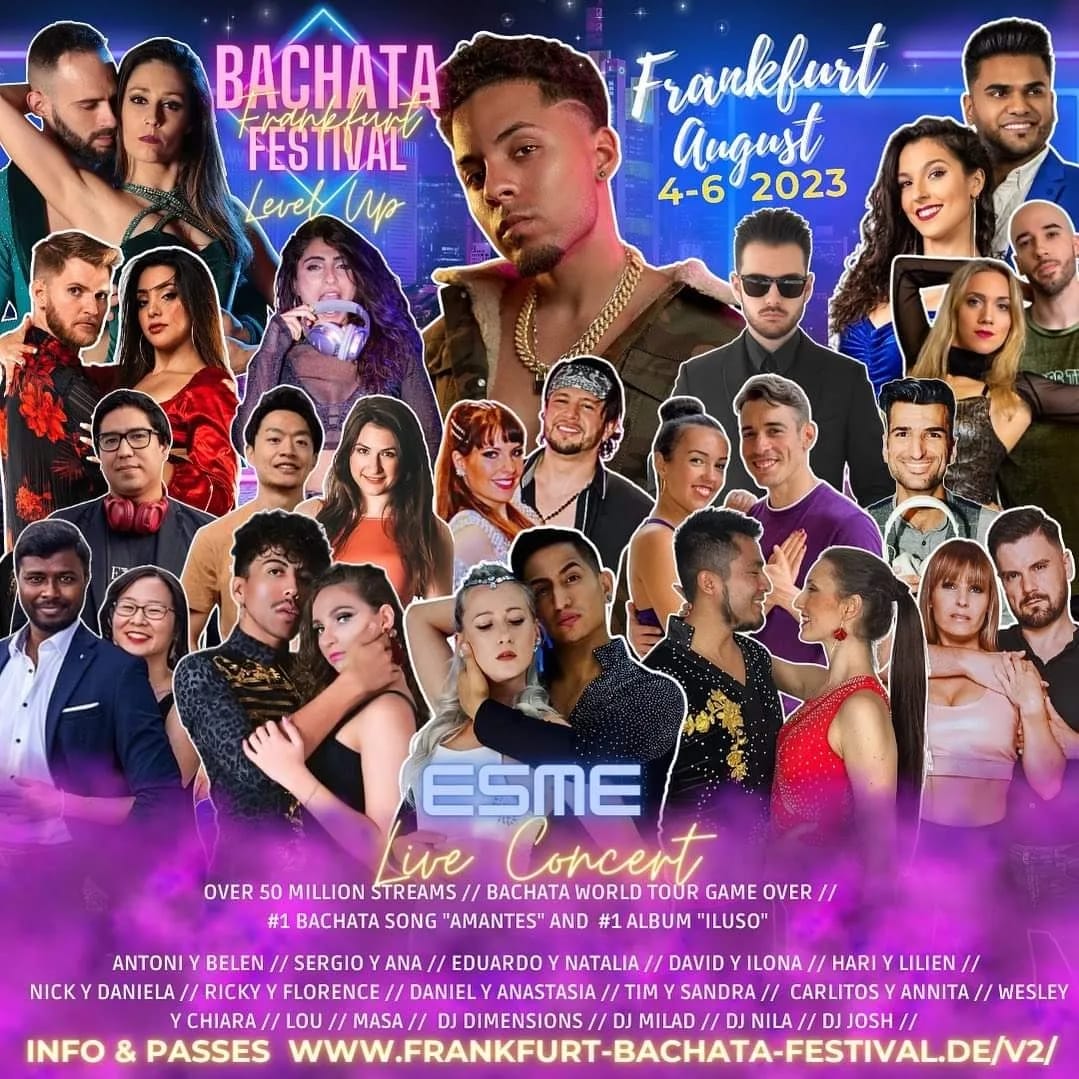 BACHATA
Frankfurt
FESTIVAL
Level Up
Frankfurt
August
4-6 2023
ESME
Live Concert
OVER 50 MILLION STREAMS // BACHATA WORLD TOUR GAME OVER //
#1 BACHATA SONG "AMANTES" AND #1 ALBUM "ILUSO"
ANTONI Y BELEN // SERGIO Y ANA // EDUARDO Y NATALIA // DAVID Y ILONA // HARI Y LILIEN //
NICK Y DANIELA // RICKY Y FLORENCE // DANIEL Y ANASTASIA // TIM Y SANDRA // CARLITOS Y ANNITA // WESLEY
Y CHIARA // LOU // MASA // DJ DIMENSIONS // DJ MILAD // DJ NILA // DJ JOSH //
INFO & PASSES WWW.FRANKFURT-BACHATA-FESTIVAL.DE/V2/